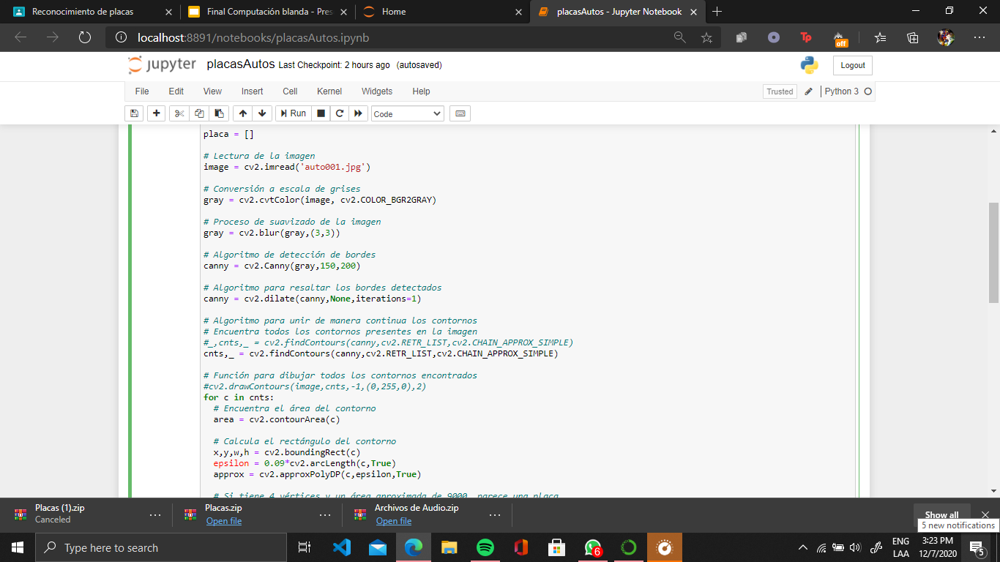 Reconocimiento de placas
Final Computación blanda - Pres
Home
placasAutos - Jupyter Notebook
localhost:8891/notebooks/placasAutos.ipynb
Tp
off
jupyter
placasAutos Last Checkpoint: 2 hours ago (autosaved)
Logout
File Edit View Insert Cell Kernel Widgets Help
Trusted
Python 3
Run
Code
placa = []
# Lectura de la imagen
image = cv2.imread('auto001.jpg')
# Conversión a escala de grises
gray = cv2.cvtColor(image, cv2.COLOR_BGR2GRAY)
# Proceso de suavizado de la imagen
gray = cv2.blur(gray,(3,3))
# Algoritmo de detección de bordes
canny = cv2.Canny(gray,150,200)
# Algoritmo para resaltar los bordes detectados
canny = cv2.dilate(canny,None,iterations=1)
# Algoritmo para unir de manera continua los contornos
# Encuentra todos los contornos presentes en la imagen
#_,cnts,_ = cv2.findContours(canny,cv2.RETR_LIST,cv2.CHAIN_APPROX_SIMPLE)
cnts,_ = cv2.findContours(canny,cv2.RETR_LIST,cv2.CHAIN_APPROX_SIMPLE)
# Función para dibujar todos los contornos encontrados
#cv2.drawContours(image,cnts,-1,(0,255,0),2)
for c in cnts:
# Encuentra el área del contorno
area = cv2.contourArea(c)
# Calcula el rectángulo del contorno
x,y,w,h = cv2.boundingRect(c)
epsilon = 0.09*cv2.arcLength(c,True)
approx = cv2.approxPolyDP(c,epsilon,True)
# Si tiene 4 vértices y un área aproximada de 9000, parece una placa
Placas (1).zip
Canceled
Placas.zip
Open file
Archivos de Audio.zip
Open file
Show all
5 new notifications
Type here to search
6
ENG
LAA
3:23 PM
12/7/2020
5